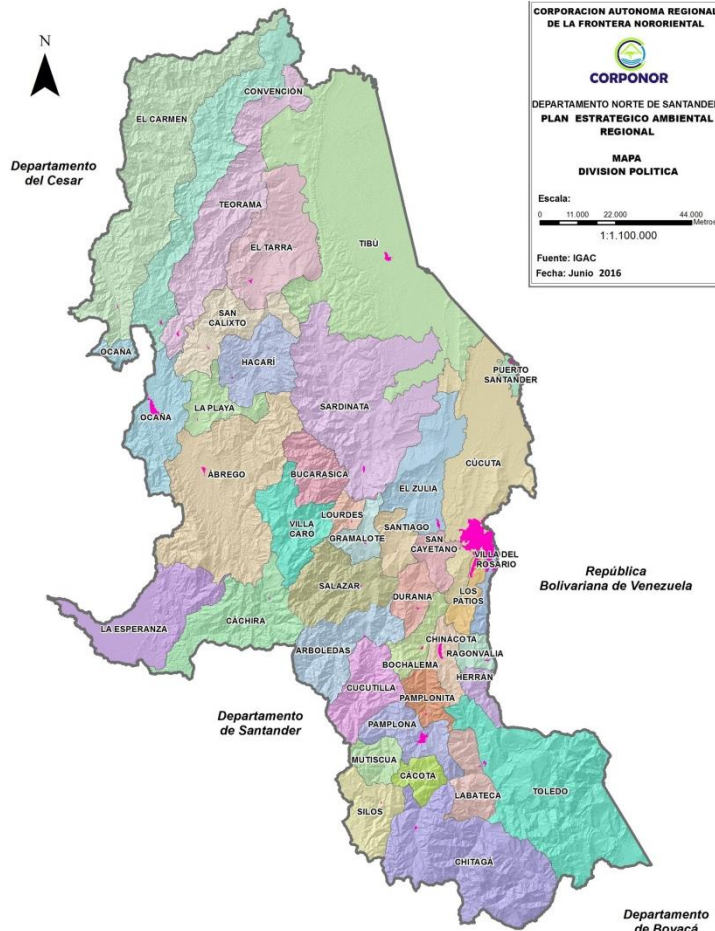 CORPORACION AUTONOMA REGIONAL
DE LA FRONTERA NORORIENTAL
CORPONOR
DEPARTAMENTO NORTE DE SANTANDER
PLAN ESTRATEGICO AMBIENTAL
REGIONAL
MAPA
DIVISION POLITICA
Escala:
0 11.000 22.000 44.000
Metros
1:1.100.000
Fuente: IGAC
Fecha: Junio 2016
N
CONVENCIÓN
EL CARMEN
Departamento
del Cesar
TEORAMA
EL TARRA
TIBÚ
SAN
CALIXTO
OCAÑA
HACARÍ
PUERTO
SANTANDER
LA PLAYA
SARDINATA
OCAÑA
ÁBREGO
BUCARASICA
CÚCUTA
EL ZULIA
LOURDES
VILLA
CARO
SANTIAGO
GRAMALOTE
SAN
CAYETANO
VILLA DEL
ROSARIO
República
Bolivariana de Venezuela
SALAZAR
DURANIA
LOS
PATIOS
LA ESPERANZA
CÁCHIRA
ARBOLEDAS
CHINÁCOTA
RAGONVALIA
BOCHALEMA
HERRÁN
CUCUTILLA
PAMPLONITA
Departamento
de Santander
PAMPLONA
MUTISCUA
CÁCOTA
TOLEDO
LABATECA
SILOS
CHITAGÁ
Departamento
de Boyacá